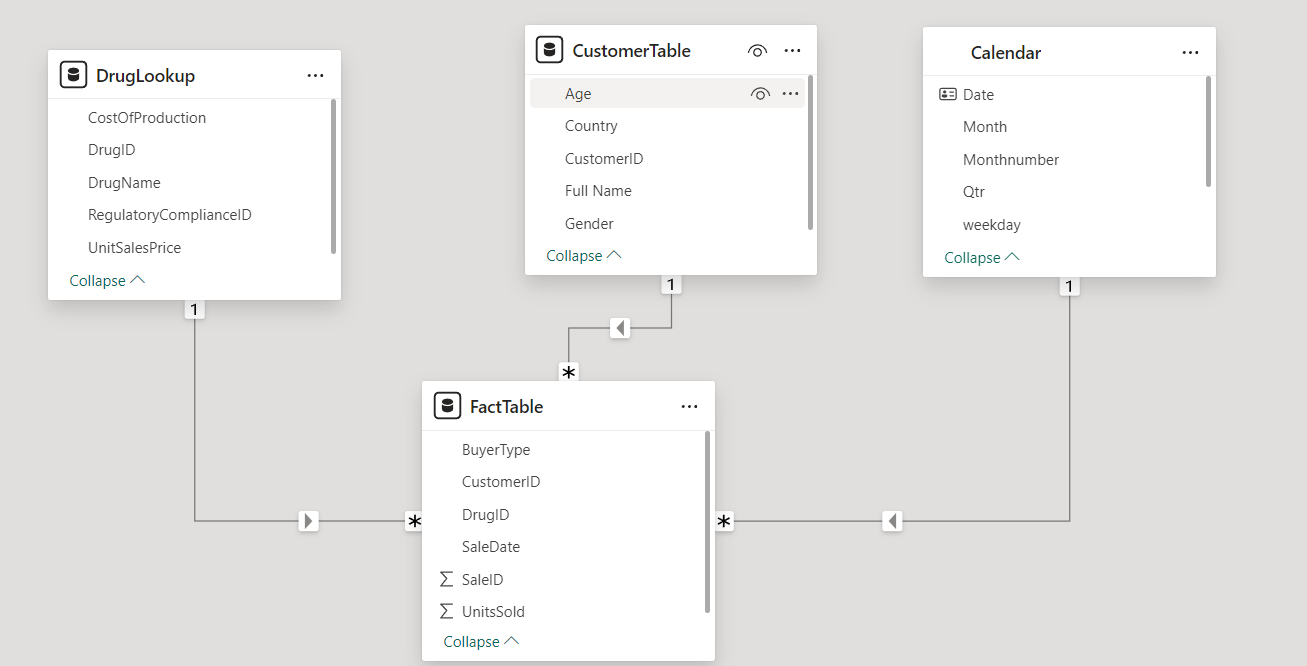 DrugLookup
CostOfProduction
DrugID
DrugName
RegulatoryComplianceID
UnitSalesPrice
Collapse
1
CustomerTable
Age
Country
CustomerID
Full Name
Gender
Collapse
1
Calendar
Date
Month
Monthnumber
Qtr
weekday
Collapse
1
*
FactTable
BuyerType
CustomerID
DrugID
SaleDate
SaleID
UnitsSold
Collapse
*
*